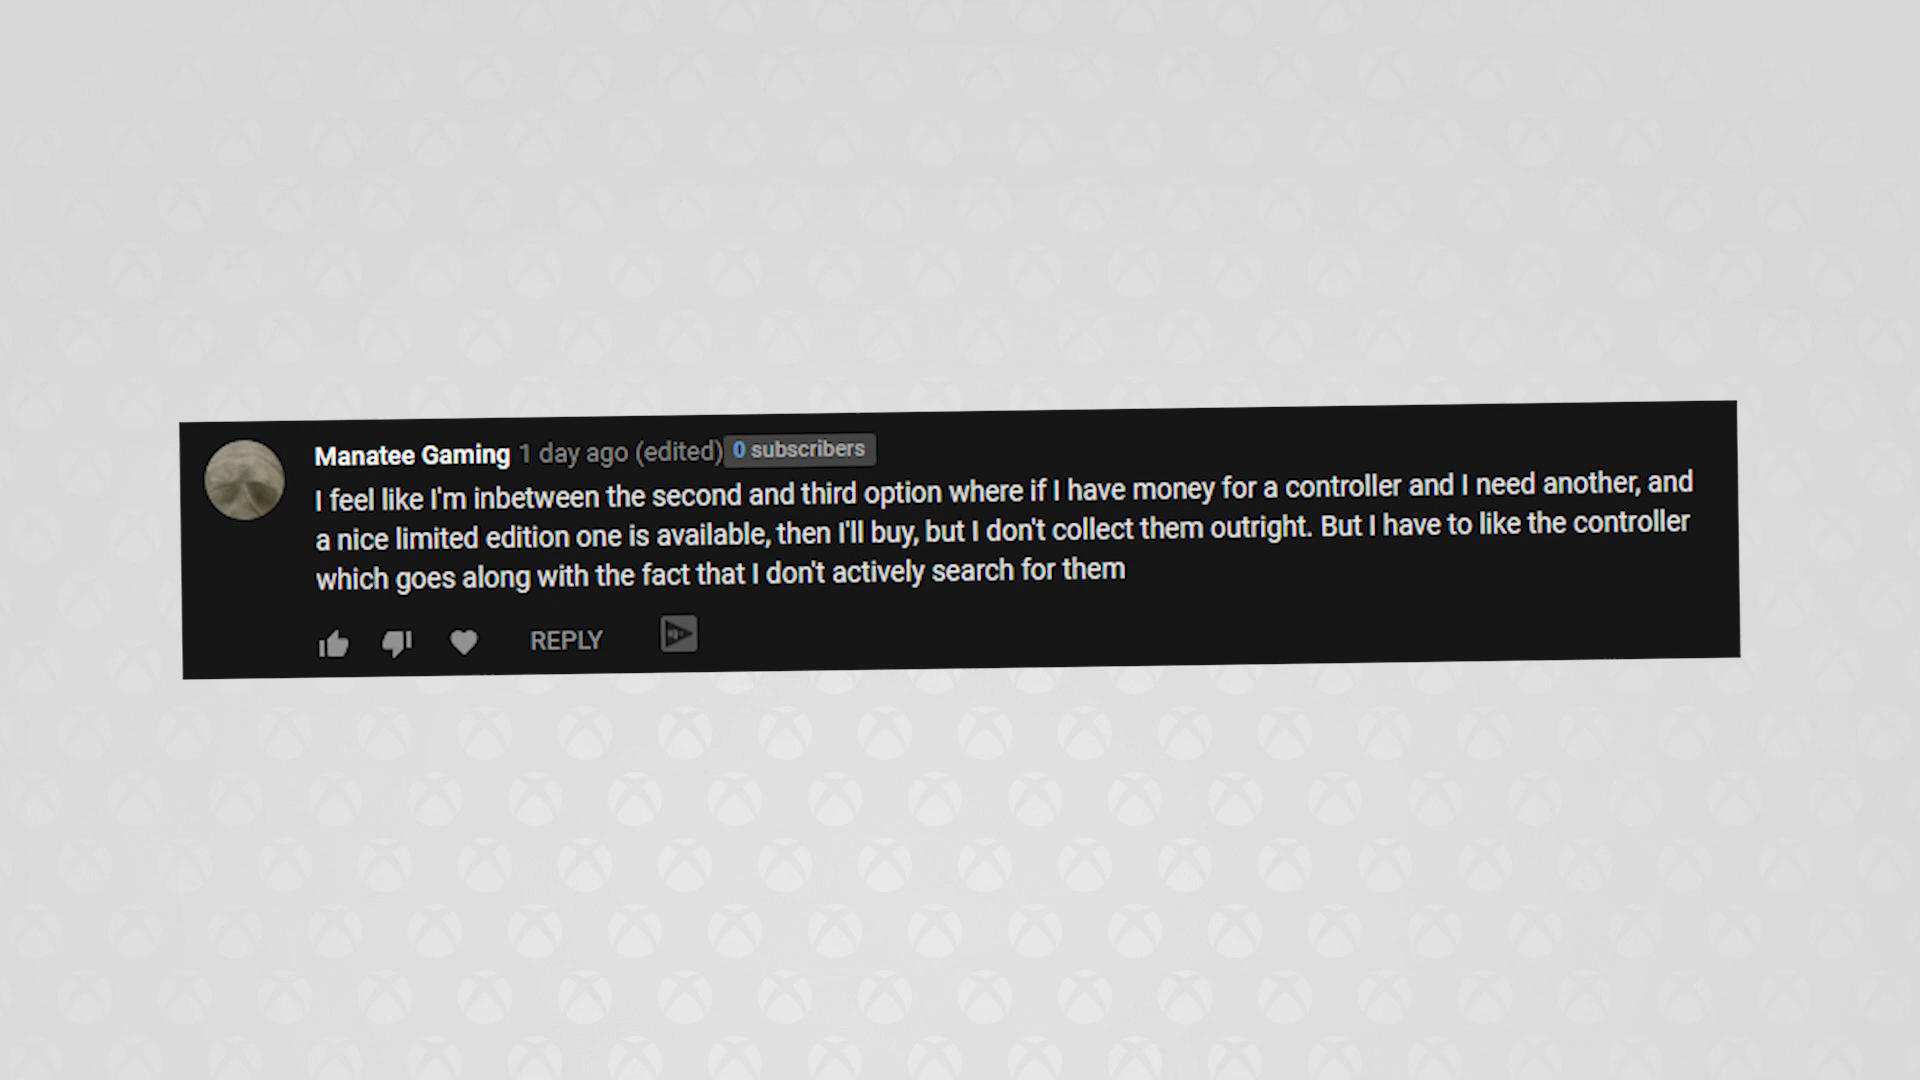 Manatee Gaming 1 day ago (edited) 0 subscribers
I feel like I'm inbetween the second and third option where if I have money for a controller and I need another, and
a nice limited edition one is available, then I'll buy, but I don't collect them outright. But I have to like the controller
which goes along with the fact that I don't actively search for them
REPLY